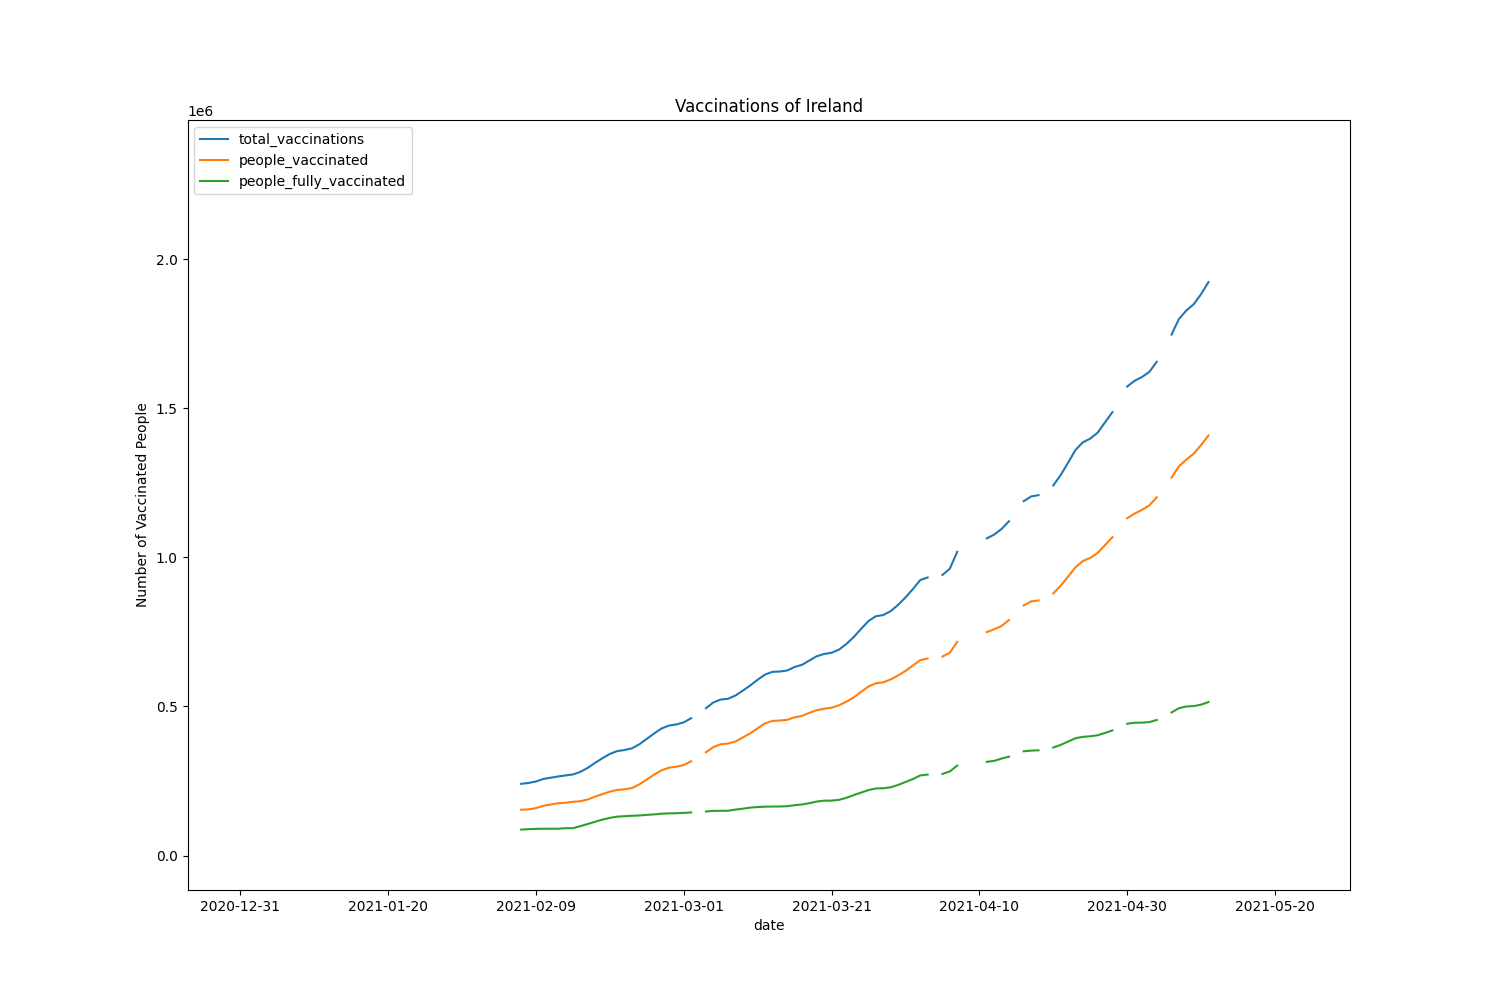 Vaccinations of Ireland
1e6
total_vaccinations
people_vaccinated
people_fully_vaccinated
2.0
1.5
1.0
0.5
0.0
Number of Vaccinated People
2020-12-31 2021-01-20 2021-02-09 2021-03-01 2021-03-21 2021-04-10 2021-04-30 2021-05-20
date